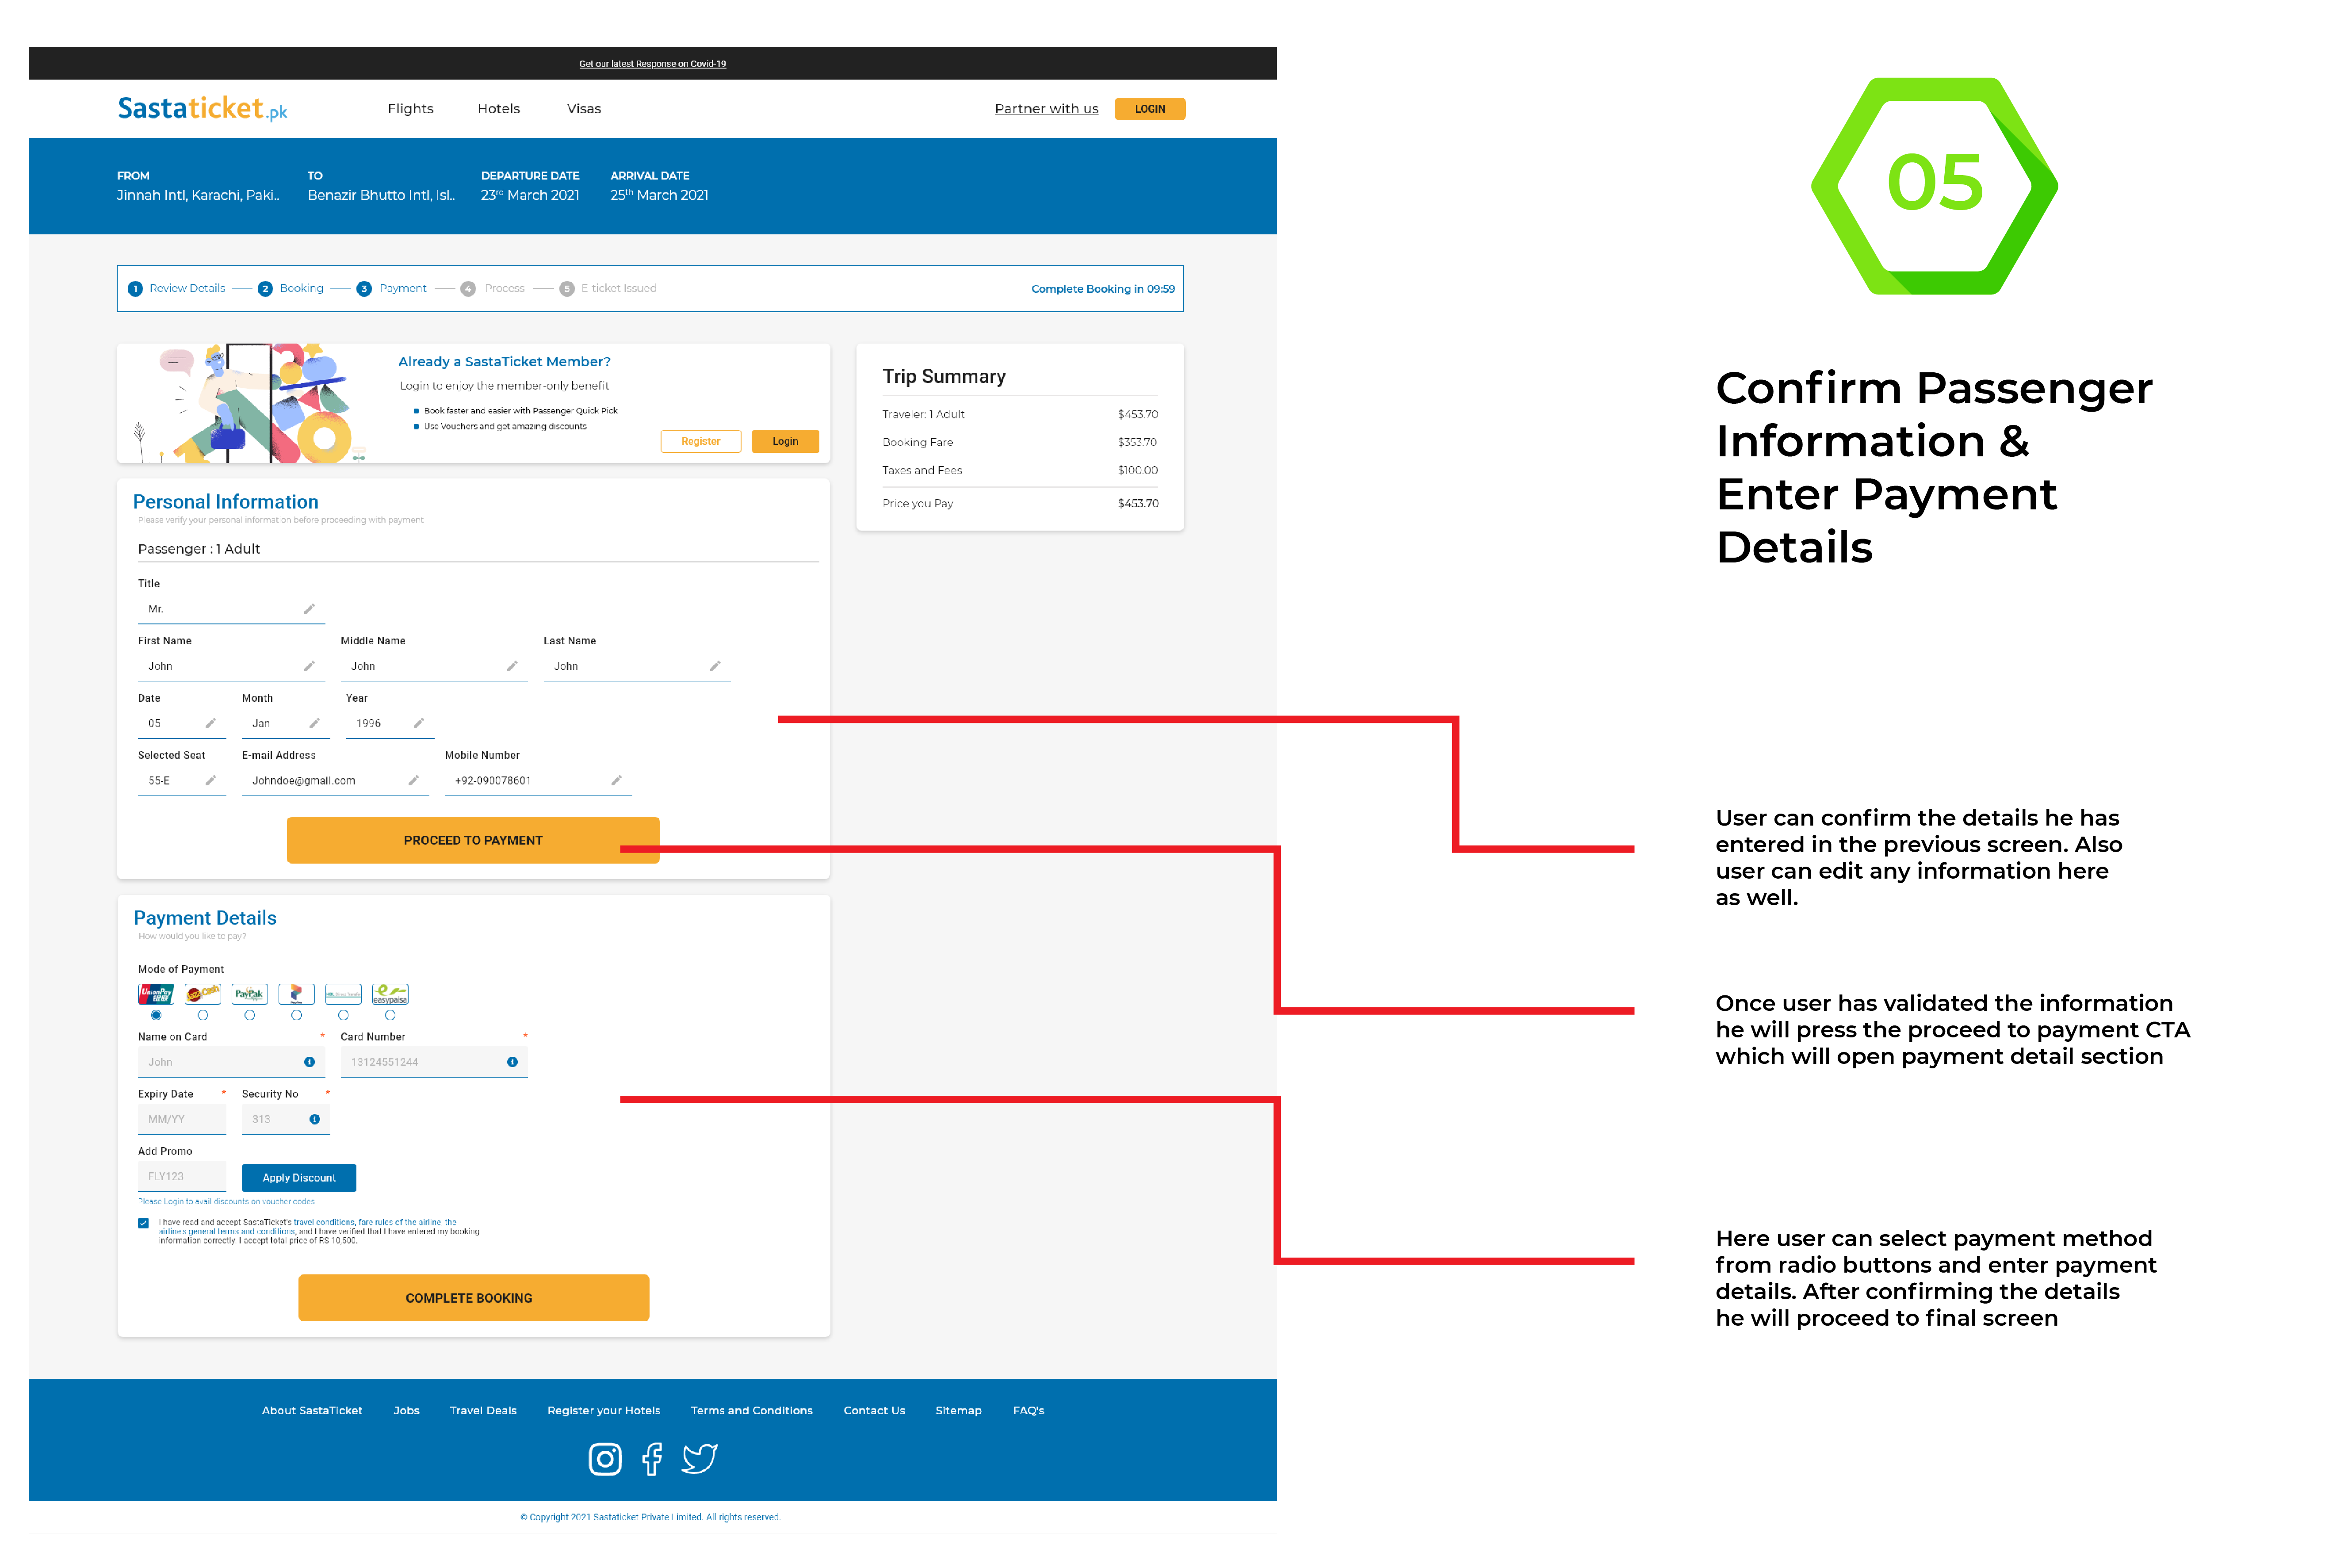 Get our latest Response on Covid-19
Sastaticket.pk
Flights Hotels Visas
Partner with us LOGIN
FROM TO DEPARTURE DATE ARRIVAL DATE
Jinnah Intl, Karachi, Paki.. Benazir Bhutto Intl, Isl.. 23rd March 2021 25th March 2021
1 Review Details 2 Booking 3 Payment 4 Process 5 E-ticket Issued Complete Booking in 09:59
Already a SastaTicket Member?
Login to enjoy the member-only benefit
Book faster and easier with Passenger Quick Pick
Use Vouchers and get amazing discounts
Register Login
Trip Summary
Traveler: 1 Adult $453.70
Booking Fare $353.70
Taxes and Fees $100.00
Price you Pay $453.70
Personal Information
Please verify your personal information before proceeding with payment
Passenger : 1 Adult
Title
Mr.
First Name Middle Name Last Name
John John John
Date Month Year
05 Jan 1996
Selected Seat E-mail Address Mobile Number
55-E Johndoe@gmail.com +92-090078601
PROCEED TO PAYMENT
Payment Details
How would you like to pay?
Mode of Payment
UnionPay PayPak easypaisa
Name on Card * Card Number *
John 13124551244
Expiry Date * Security No *
MM/YY 313
Add Promo
FLY123 Apply Discount
Please Login to avail discounts on voucher codes
I have read and accept SastaTicket's travel conditions, fare rules of the airline, the
airline's general terms and conditions, and I have verified that I have entered my booking
information correctly. I accept total price of RS 10,500.
COMPLETE BOOKING
About SastaTicket Jobs Travel Deals Register your Hotels Terms and Conditions Contact Us Sitemap FAQ's
© Copyright 2021 Sastaticket Private Limited. All rights reserved.
05
Confirm Passenger
Information &
Enter Payment
Details
User can confirm the details he has
entered in the previous screen. Also
user can edit any information here
as well.
Once user has validated the information
he will press the proceed to payment CTA
which will open payment detail section
Here user can select payment method
from radio buttons and enter payment
details. After confirming the details
he will proceed to final screen